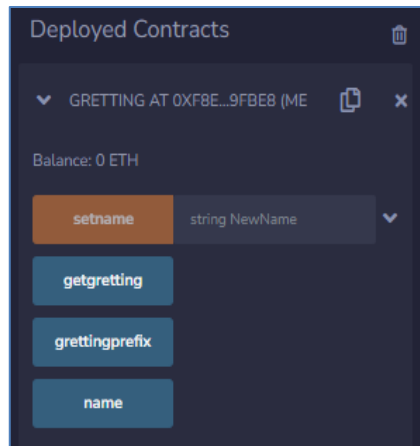 Deployed Contracts
GRETTING AT 0XF8E...9FBE8 (ME
Balance: 0 ETH
setname string NewName
getgretting
grettingprefix
name